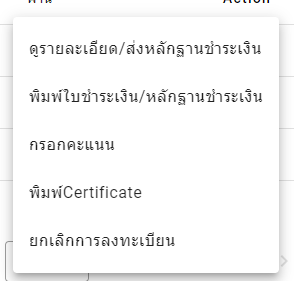 ผ่าน Action
ดูรายละเอียด/ส่งหลักฐานชำระเงิน
พิมพ์ใบชำระเงิน/หลักฐานชำระเงิน
กรอกคะแนน
พิมพ์Certificate
ยกเลิกการลงทะเบียน